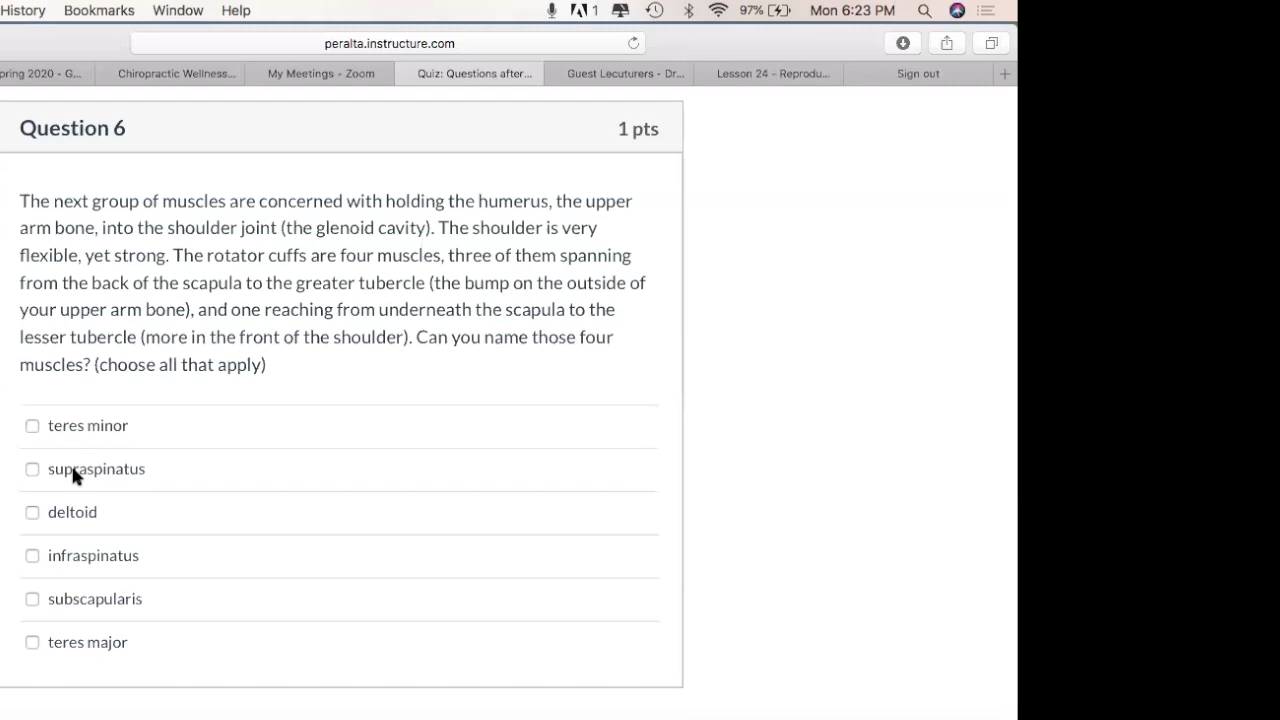 History Bookmarks Window Help 1 97% Mon 6:23 PM
peralta.instructure.com
pring 2020 - G... Chiropractic Wellness... My Meetings - Zoom Quiz: Questions after... Guest Lecuturers - Dr... Lesson 24 - Reprodu... Sign out
Question 6 1 pts
The next group of muscles are concerned with holding the humerus, the upper
arm bone, into the shoulder joint (the glenoid cavity). The shoulder is very
flexible, yet strong. The rotator cuffs are four muscles, three of them spanning
from the back of the scapula to the greater tubercle (the bump on the outside of
your upper arm bone), and one reaching from underneath the scapula to the
lesser tubercle (more in the front of the shoulder). Can you name those four
muscles? (choose all that apply)
teres minor
supraspinatus
deltoid
infraspinatus
subscapularis
teres major